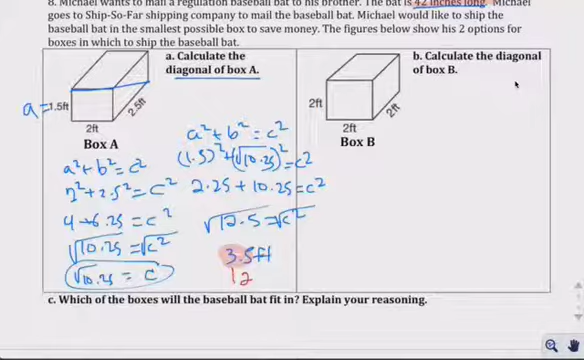 8. Michael wants to mail a regulation baseball bat to his brother. The bat is 42 inches long. Michael
goes to Ship-So-Far shipping company to mail the baseball bat. Michael would like to ship the
baseball bat in the smallest possible box to save money. The figures below show his 2 options for
boxes in which to ship the baseball bat.
a. Calculate the
diagonal of box A.
a=1.5ft
2.5ft
2ft
Box A
a²+b²=c²
2²+2.5²=c²
4+6.25=c²
√10.25=√c²
√10.25 = c
a²+b²=c²
(1.5)²+(√10.25)²=c²
2.25+10.25=c²
√12.5=√c²
3.5ft
12
b. Calculate the diagonal
of box B.
2ft
2ft
2ft
Box B
c. Which of the boxes will the baseball bat fit in? Explain your reasoning.